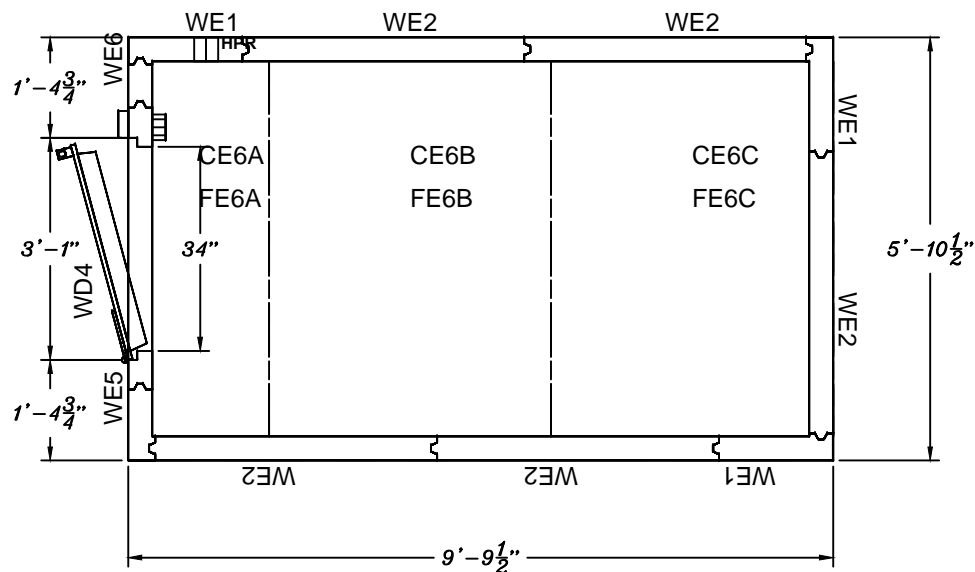 WE1 WE2 WE2
HPR
WE6
1'-4 3/4"
WE1
CE6A CE6B CE6C
FE6A FE6B FE6C
3'-1" 34" 5'-10 1/2"
WD4
WE2
WE5
1'-4 3/4"
WE2 WE2 WE1
9'-9 1/2"